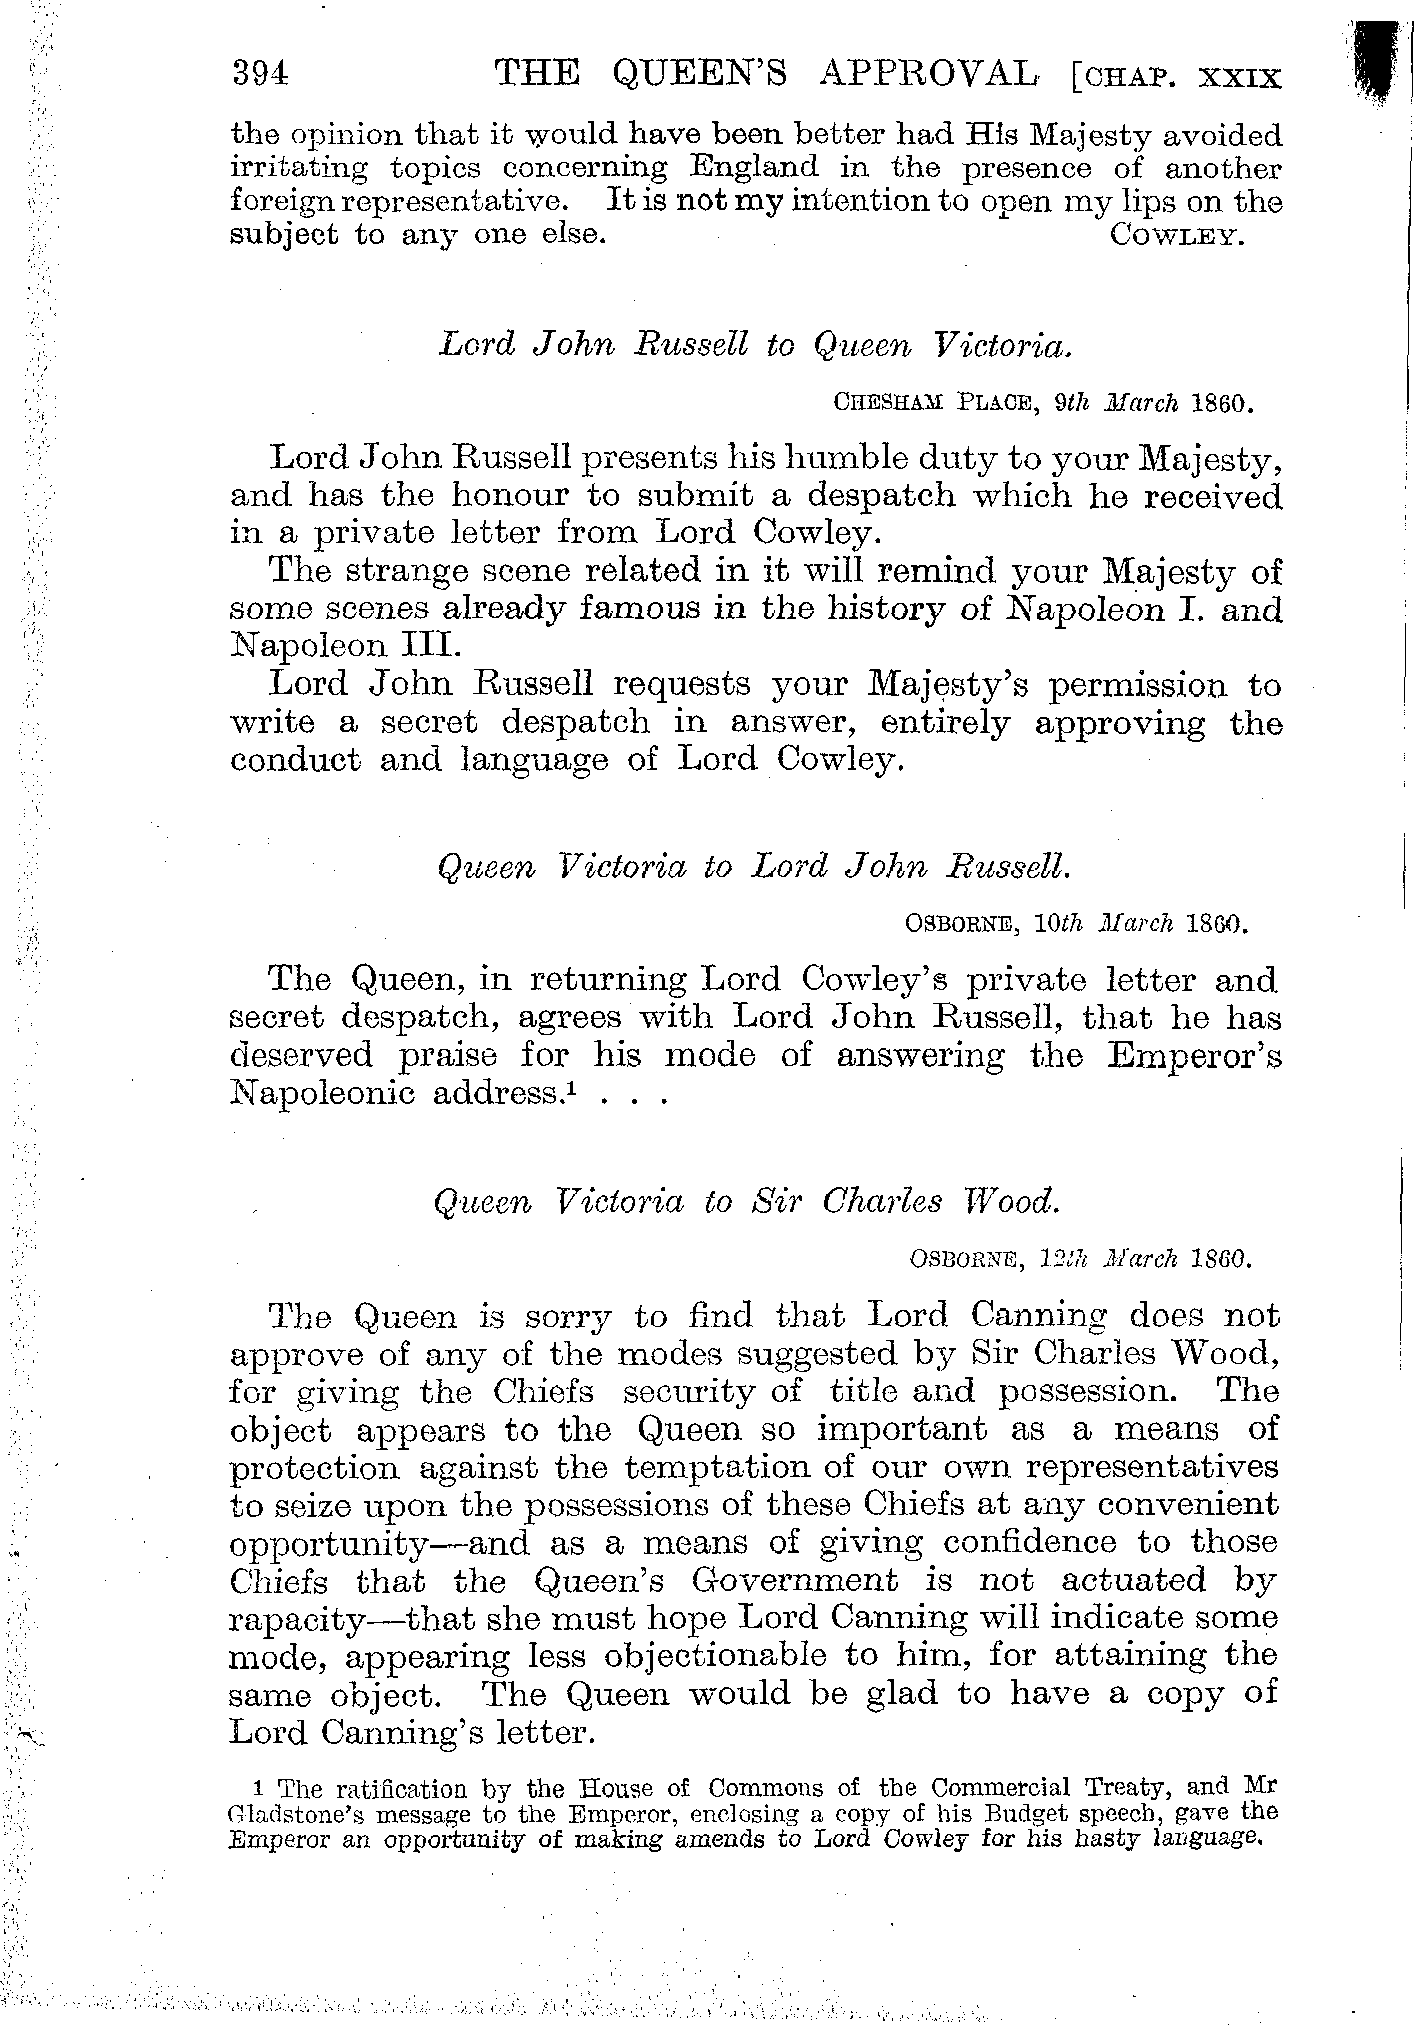 394 THE QUEEN'S APPROVAL [CHAP. XXIX
the opinion that it would have been better had His Majesty avoided
irritating topics concerning England in the presence of another
foreign representative. It is not my intention to open my lips on the
subject to any one else. COWLEY.
Lord John Russell to Queen Victoria.
CHESHAM PLACE, 9th March 1860.
Lord John Russell presents his humble duty to your Majesty,
and has the honour to submit a despatch which he received
in a private letter from Lord Cowley.
The strange scene related in it will remind your Majesty of
some scenes already famous in the history of Napoleon I. and
Napoleon III.
Lord John Russell requests your Majesty's permission to
write a secret despatch in answer, entirely approving the
conduct and language of Lord Cowley.
Queen Victoria to Lord John Russell.
OSBORNE, 10th March 1860.
The Queen, in returning Lord Cowley's private letter and
secret despatch, agrees with Lord John Russell, that he has
deserved praise for his mode of answering the Emperor's
Napoleonic address.¹ . . .
Queen Victoria to Sir Charles Wood.
OSBORNE, 12th March 1860.
The Queen is sorry to find that Lord Canning does not
approve of any of the modes suggested by Sir Charles Wood,
for giving the Chiefs security of title and possession. The
object appears to the Queen so important as a means of
protection against the temptation of our own representatives
to seize upon the possessions of these Chiefs at any convenient
opportunity—and as a means of giving confidence to those
Chiefs that the Queen's Government is not actuated by
rapacity—that she must hope Lord Canning will indicate some
mode, appearing less objectionable to him, for attaining the
same object. The Queen would be glad to have a copy of
Lord Canning's letter.
1 The ratification by the House of Commons of the Commercial Treaty, and Mr
Gladstone's message to the Emperor, enclosing a copy of his Budget speech, gave the
Emperor an opportunity of making amends to Lord Cowley for his hasty language.